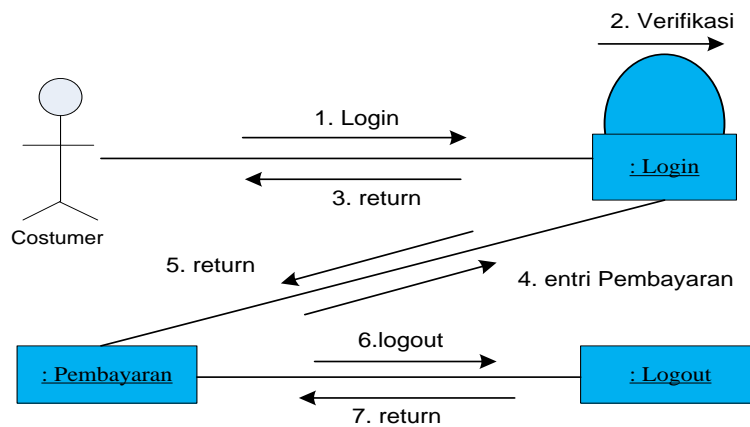 2. Verifikasi
1. Login
: Login
3. return
Costumer
5. return
4. entri Pembayaran
6.logout
: Pembayaran
: Logout
7. return